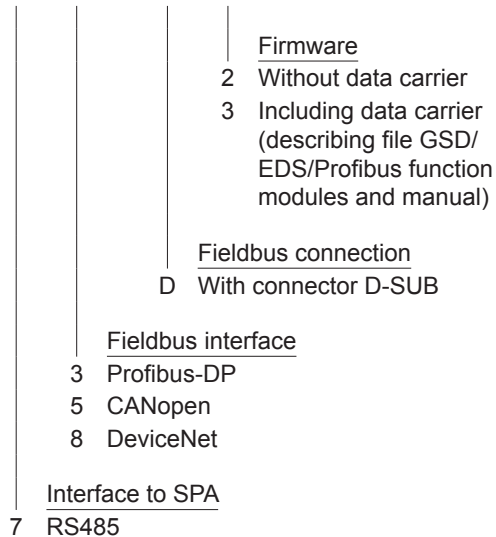 Firmware
2 Without data carrier
3 Including data carrier
(describing file GSD/
EDS/Profibus function
modules and manual)
Fieldbus connection
D With connector D-SUB
Fieldbus interface
3 Profibus-DP
5 CANopen
8 DeviceNet
Interface to SPA
7 RS485